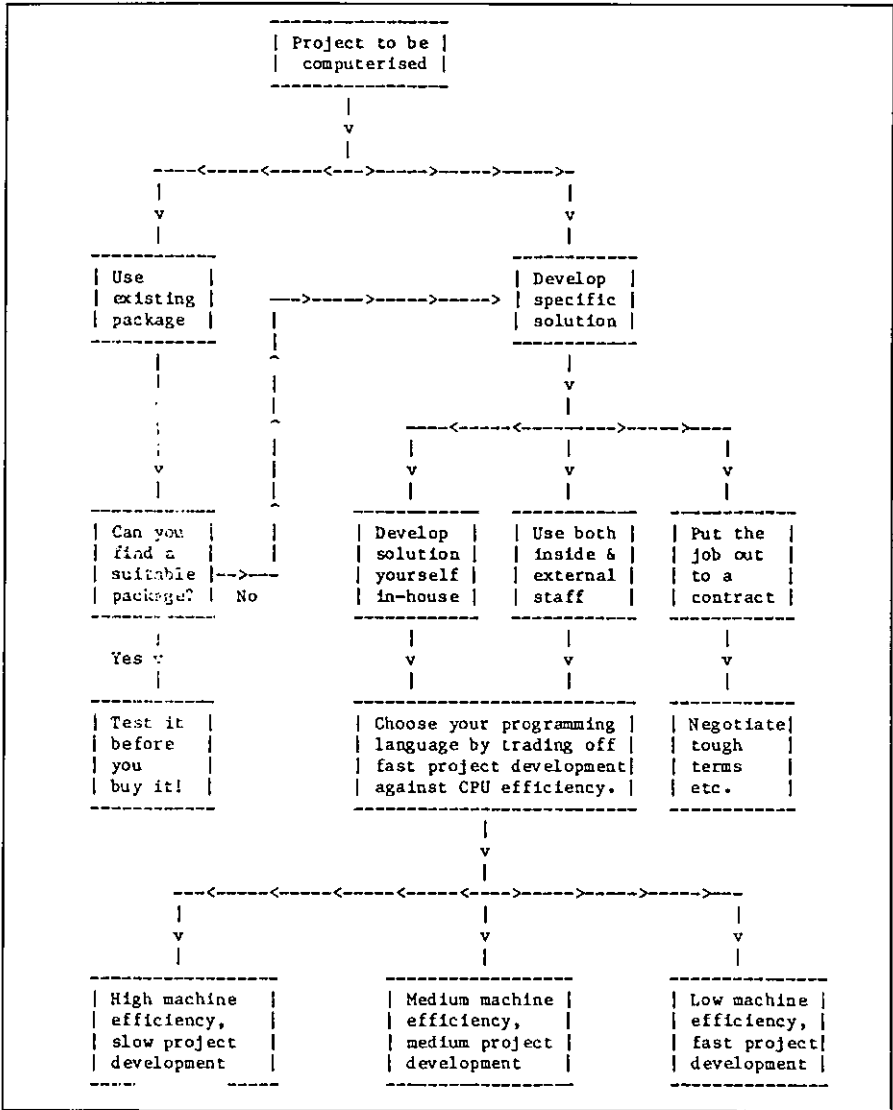 Project to be
computerised
Use
existing
package
Develop
specific
solution
Can you
find a
suitable
package?
No
Yes
Develop
solution
yourself
in-house
Use both
inside &
external
staff
Put the
job out
to a
contract
Test it
before
you
buy it!
Choose your programming
language by trading off
fast project development
against CPU efficiency.
Negotiate
tough
terms
etc.
High machine
efficiency,
slow project
development
Medium machine
efficiency,
medium project
development
Low machine
efficiency,
fast project
development